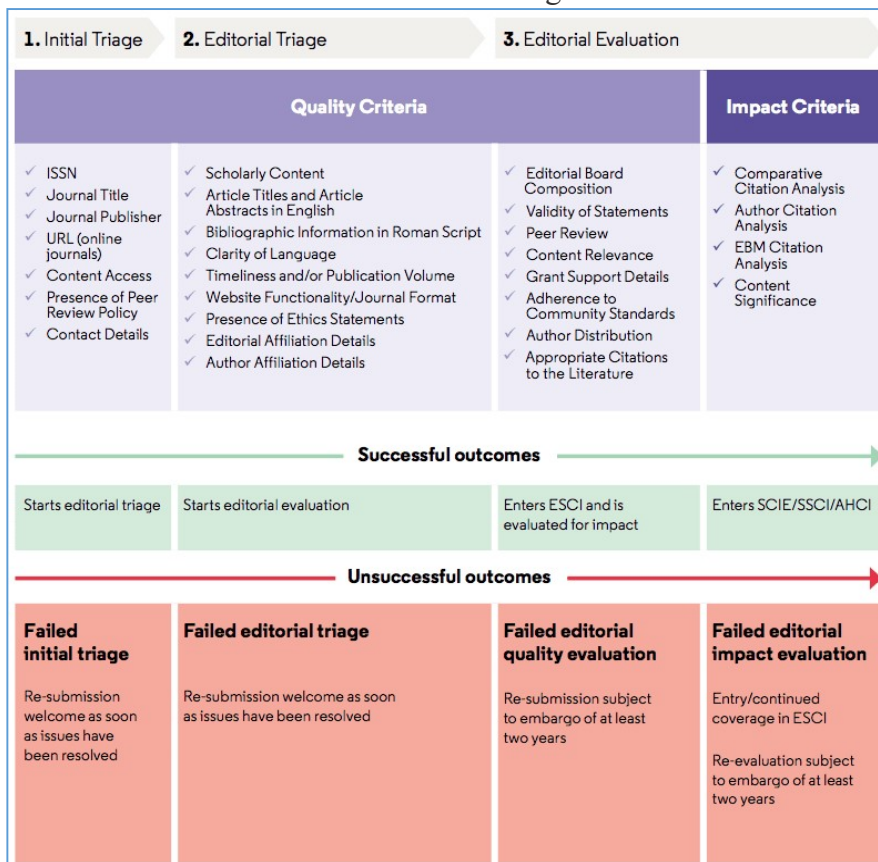 1. Initial Triage
2. Editorial Triage
3. Editorial Evaluation
Quality Criteria
Impact Criteria
✓ ISSN
✓ Journal Title
✓ Journal Publisher
✓ URL (online
journals)
✓ Content Access
✓ Presence of Peer
Review Policy
✓ Contact Details
✓ Scholarly Content
✓ Article Titles and Article
Abstracts in English
✓ Bibliographic Information in Roman Script
✓ Clarity of Language
✓ Timeliness and/or Publication Volume
✓ Website Functionality/Journal Format
✓ Presence of Ethics Statements
✓ Editorial Affiliation Details
✓ Author Affiliation Details
✓ Editorial Board
Composition
✓ Validity of Statements
✓ Peer Review
✓ Content Relevance
✓ Grant Support Details
✓ Adherence to
Community Standards
✓ Author Distribution
✓ Appropriate Citations
to the Literature
✓ Comparative
Citation Analysis
✓ Author Citation
Analysis
✓ EBM Citation
Analysis
✓ Content
Significance
Successful outcomes
Starts editorial triage
Starts editorial evaluation
Enters ESCI and is
evaluated for impact
Enters SCIE/SSCI/AHCI
Unsuccessful outcomes
Failed
initial triage
Re-submission
welcome as soon
as issues have
been resolved
Failed editorial triage
Re-submission welcome as soon
as issues have been resolved
Failed editorial
quality evaluation
Re-submission subject
to embargo of at least
two years
Failed editorial
impact evaluation
Entry/continued
coverage in ESCI
Re-evaluation subject
to embargo of at least
two years